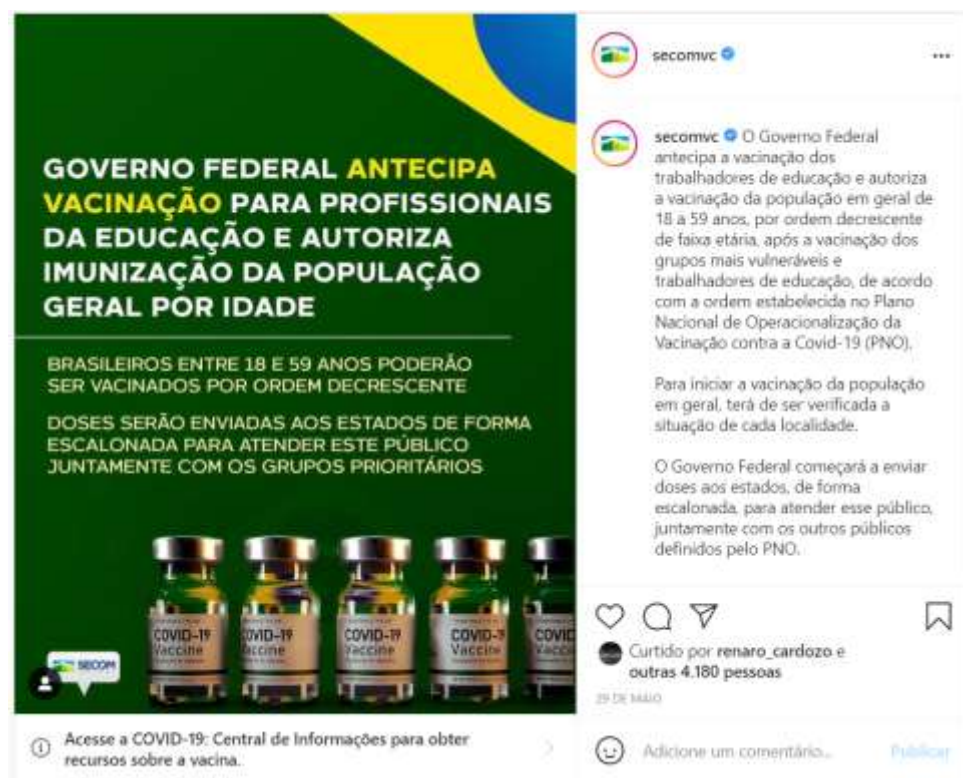 GOVERNO FEDERAL ANTECIPA
VACINAÇÃO PARA PROFISSIONAIS
DA EDUCAÇÃO E AUTORIZA
IMUNIZAÇÃO DA POPULAÇÃO
GERAL POR IDADE
BRASILEIROS ENTRE 18 E 59 ANOS PODERÃO
SER VACINADOS POR ORDEM DECRESCENTE
DOSES SERÃO ENVIADAS AOS ESTADOS DE FORMA
ESCALONADA PARA ATENDER ESTE PÚBLICO
JUNTAMENTE COM OS GRUPOS PRIORITÁRIOS
COVID-19
Vaccine
COVID-19
Vaccine
COVID-19
Vaccine
COVID-19
Vaccine
COVID
Vacc
SECOM
Acesse a COVID-19: Central de Informações para obter
recursos sobre a vacina.
secomvc
secomvc O Governo Federal
antecipa a vacinação dos
trabalhadores de educação e autoriza
a vacinação da população em geral de
18 a 59 anos, por ordem decrescente
de faixa etária, após a vacinação dos
grupos mais vulneráveis e
trabalhadores de educação, de acordo
com a ordem estabelecida no Plano
Nacional de Operacionalização da
Vacinação contra a Covid-19 (PNO).
Para iniciar a vacinação da população
em geral, terá de ser verificada a
situação de cada localidade.
O Governo Federal começará a enviar
doses aos estados, de forma
escalonada, para atender esse público,
juntamente com os outros públicos
definidos pelo PNO.
Curtido por renaro_cardozo e
outras 4.180 pessoas
29 DE MAIO
Adicione um comentário... Publicar